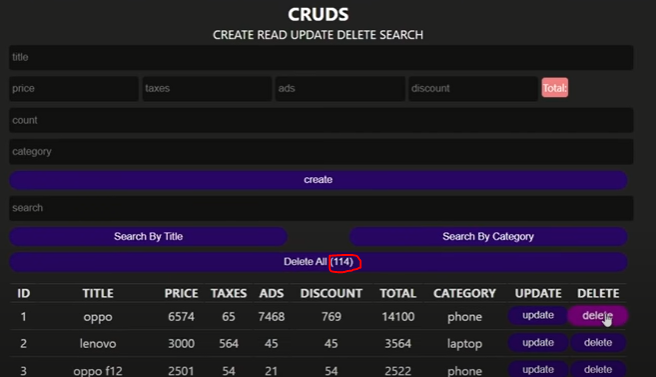 CRUDS
CREATE READ UPDATE DELETE SEARCH
title
price taxes ads discount Total:
count
category
create
search
Search By Title Search By Category
Delete All (114)
ID TITLE PRICE TAXES ADS DISCOUNT TOTAL CATEGORY UPDATE DELETE
1 oppo 6574 65 7468 769 14100 phone update delete
2 lenovo 3000 564 45 45 3564 laptop update delete
3 oppo f12 2501 54 21 54 2522 phone update delete